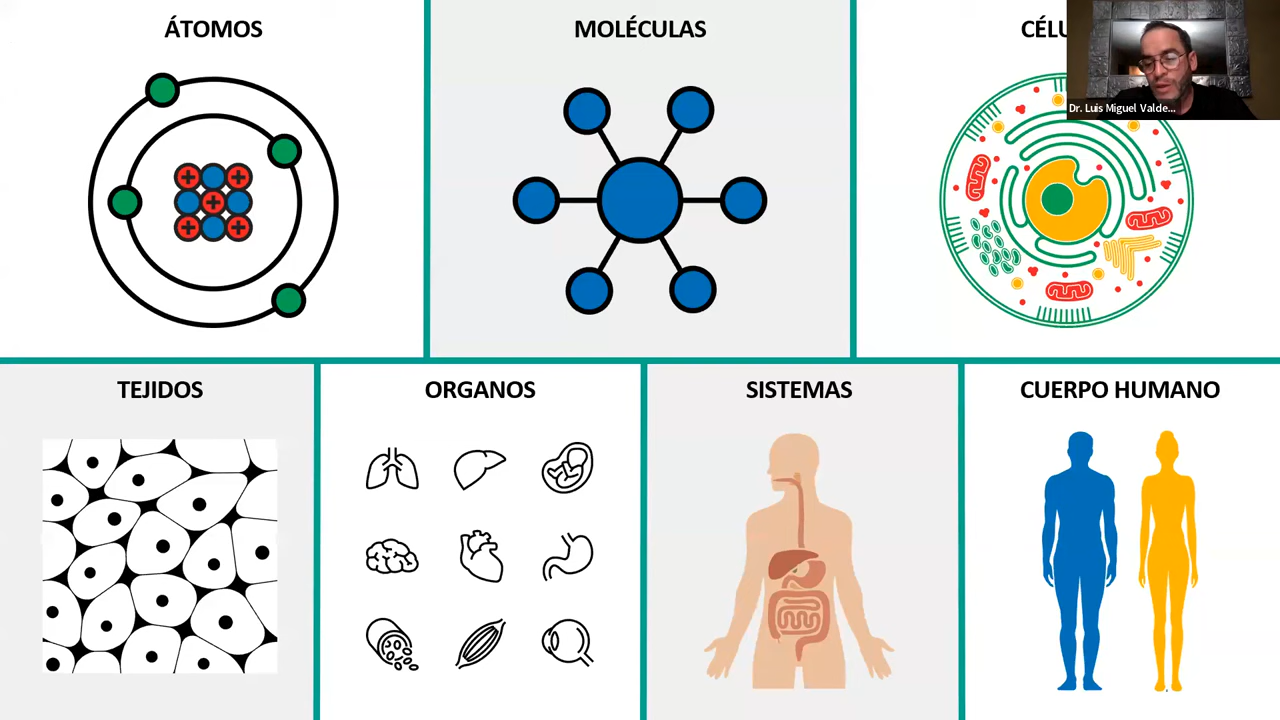 ÁTOMOS
MOLÉCULAS
CÉLU
Dr. Luis Miguel Valde...
TEJIDOS
ORGANOS
SISTEMAS
CUERPO HUMANO